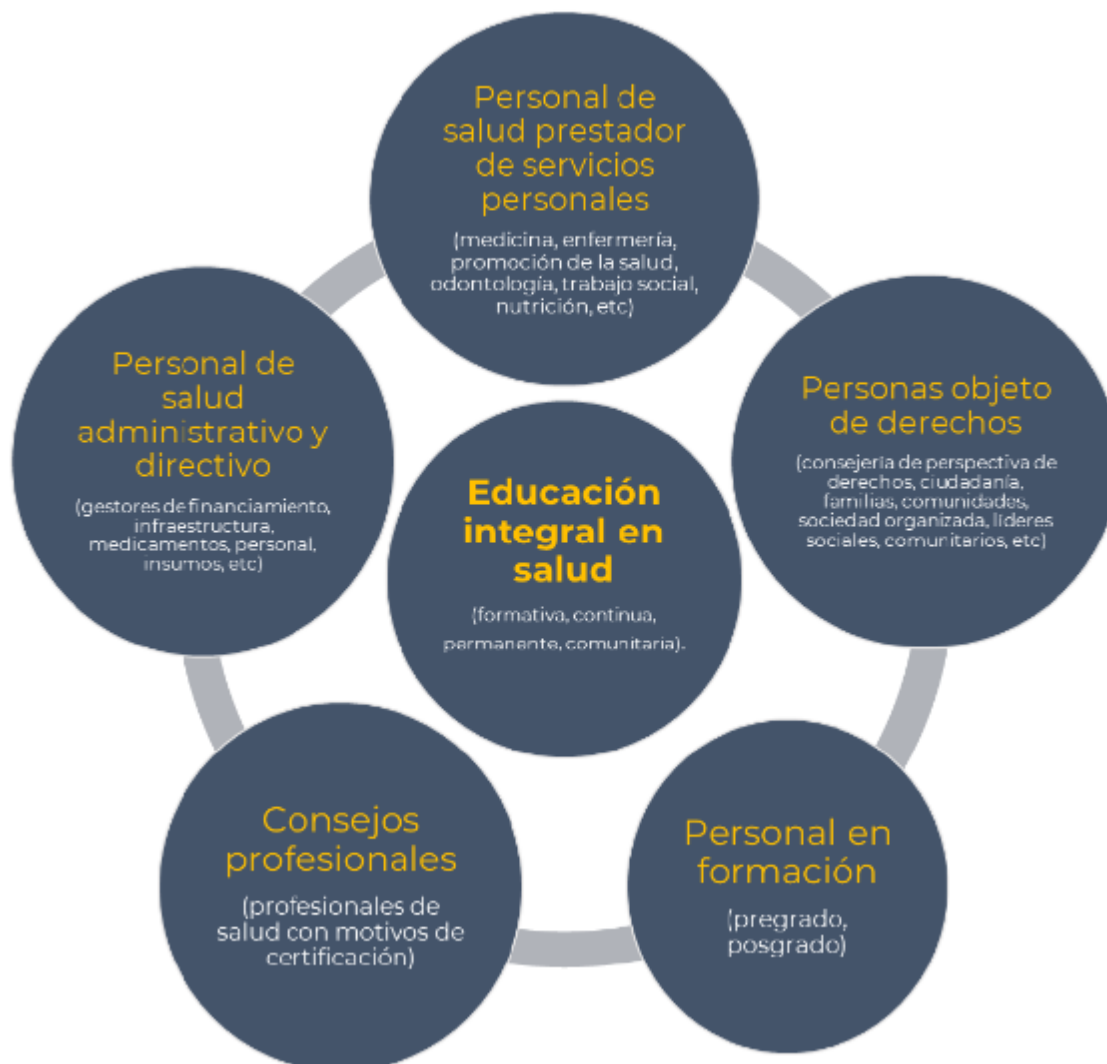 Personal de
salud prestador
de servicios
personales
(medicina, enfermería,
promoción de la salud,
odontología, trabajo social,
nutrición, etc)
Personas objeto
de derechos
(consejería de perspectiva de
derechos, ciudadanía,
familias, comunidades,
sociedad organizada, líderes
sociales, comunitarios, etc)
Personal en
formación
(pregrado,
posgrado)
Consejos
profesionales
(profesionales de
salud con motivos de
certificación)
Personal de
salud
administrativo y
directivo
(gestores de financiamiento,
infraestructura,
medicamentos, personal,
insumos, etc)
Educación
integral en
salud
(formativa, continua,
permanente, comunitaria).